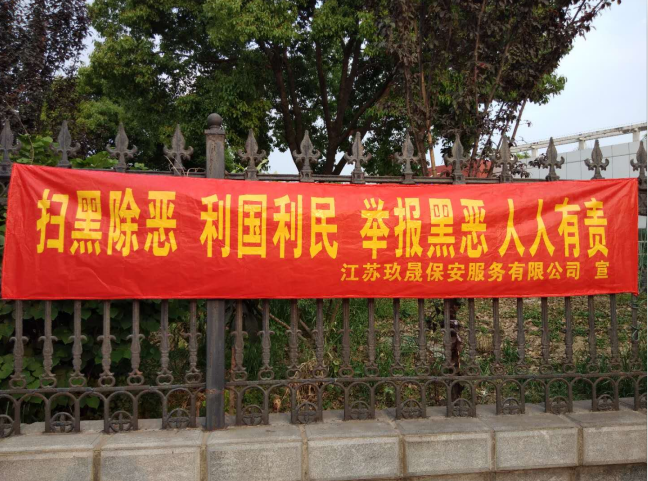 扫黑除恶 利国利民 举报黑恶 人人有责
江苏玖晟保安服务有限公司 宣